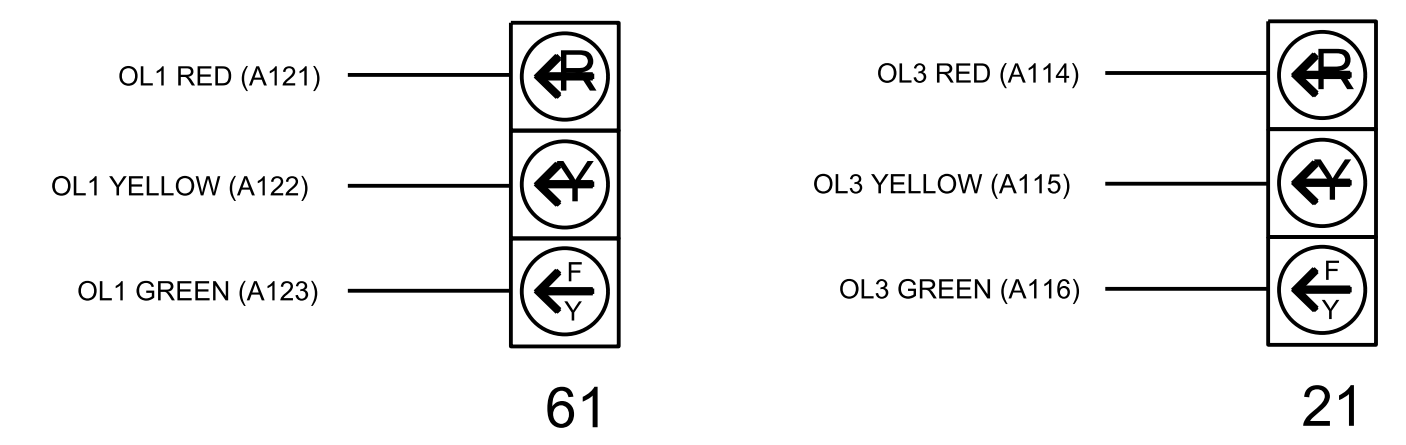 OL1 RED (A121)
R
OL1 YELLOW (A122)
Y
OL1 GREEN (A123)
F
Y
61
OL3 RED (A114)
R
OL3 YELLOW (A115)
Y
OL3 GREEN (A116)
F
Y
21